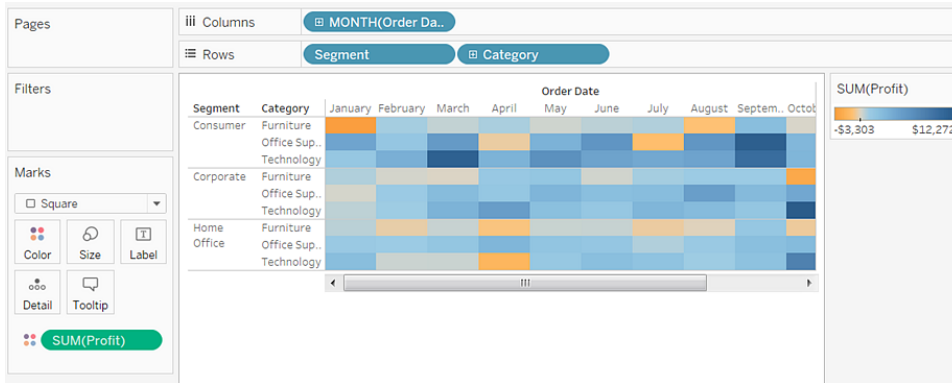 Pages
Columns
MONTH(Order Da..
Rows
Segment Category
Filters
Marks
Square
Color Size Label
Detail Tooltip
SUM(Profit)
Order Date
Segment Category January February March April May June July August Septem.. Octob
Consumer Furniture
Office Sup..
Technology
Corporate Furniture
Office Sup..
Technology
Home Office Furniture
Office Sup..
Technology
SUM(Profit)
-$3,303 $12,272